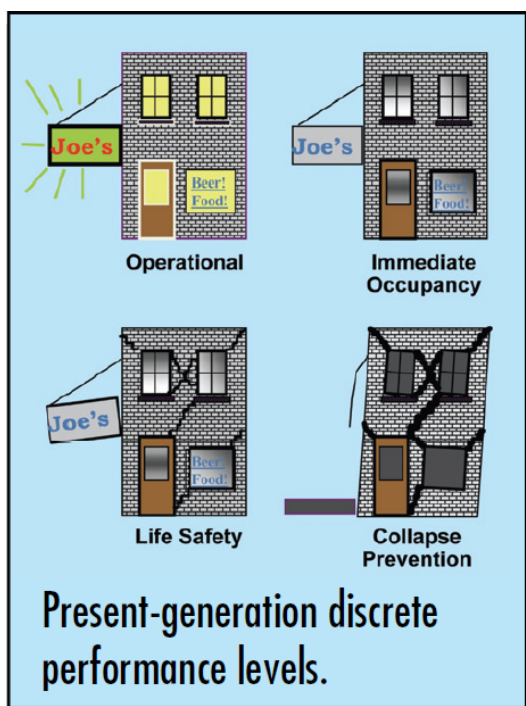 Joe's
Beer!
Food!
Operational
Joe's
Beer!
Food!
Immediate
Occupancy
Joe's
Beer!
Food!
Life Safety
Collapse
Prevention
Present-generation discrete
performance levels.